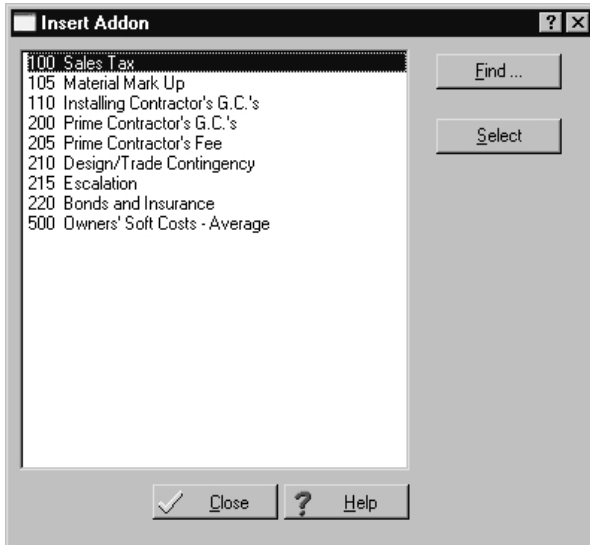 Insert Addon
100 Sales Tax
105 Material Mark Up
110 Installing Contractor's G.C.'s
200 Prime Contractor's G.C.'s
205 Prime Contractor's Fee
210 Design/Trade Contingency
215 Escalation
220 Bonds and Insurance
500 Owners' Soft Costs - Average
Find ...
Select
Close
? Help